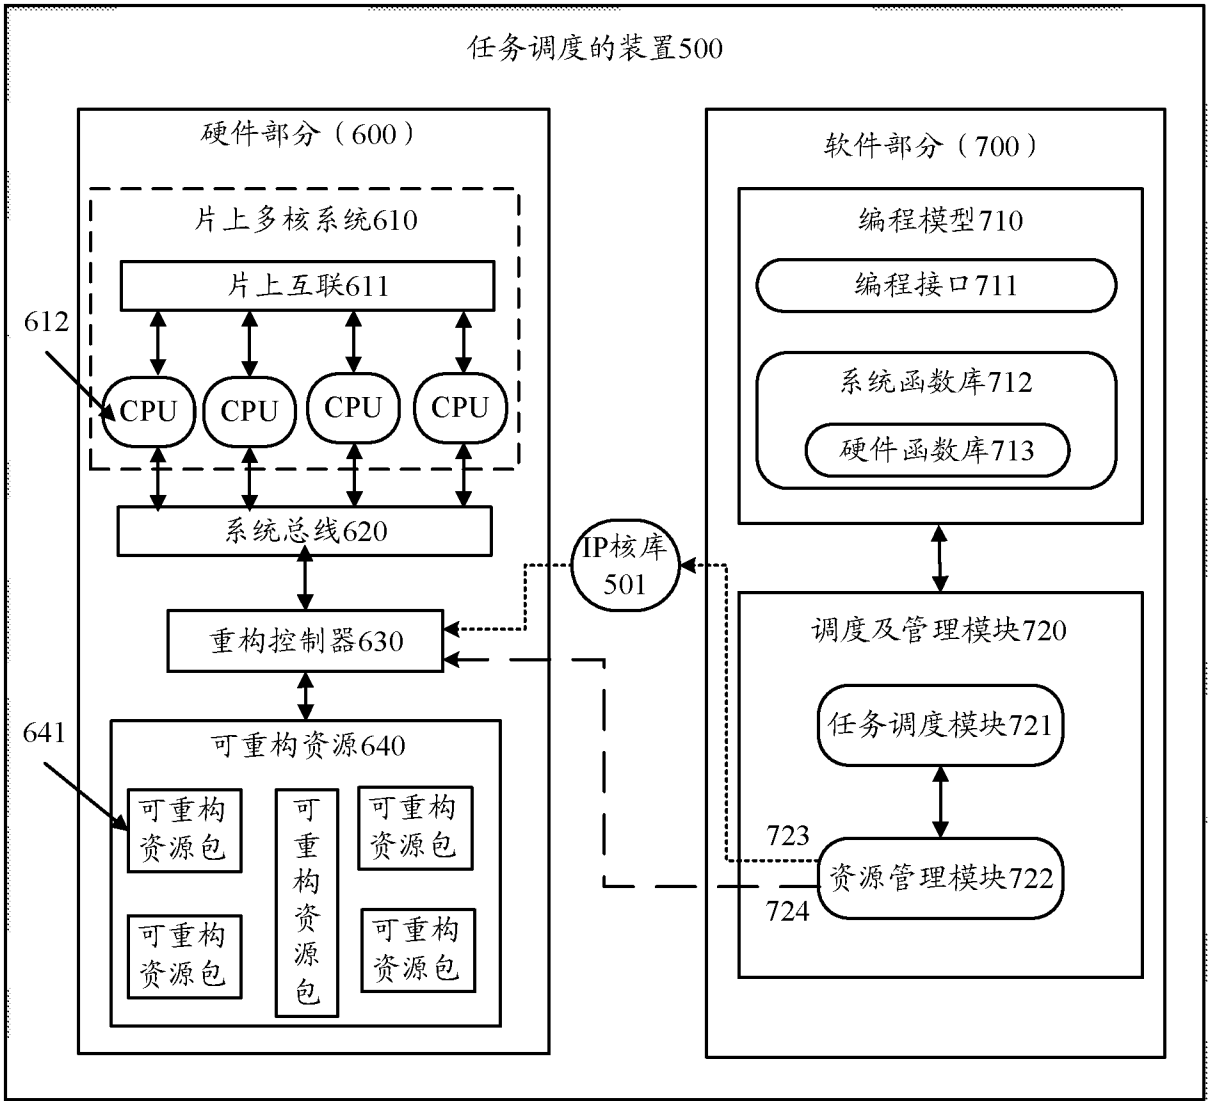 任务调度的装置500
硬件部分（600）
片上多核系统610
片上互联611
612
CPU
CPU
CPU
CPU
系统总线620
重构控制器630
641
可重构资源640
可重构
资源包
可重构资源包
可重构
资源包
可重构
资源包
可重构
资源包
IP核库
501
软件部分（700）
编程模型710
编程接口711
系统函数库712
硬件函数库713
调度及管理模块720
任务调度模块721
723
资源管理模块722
724